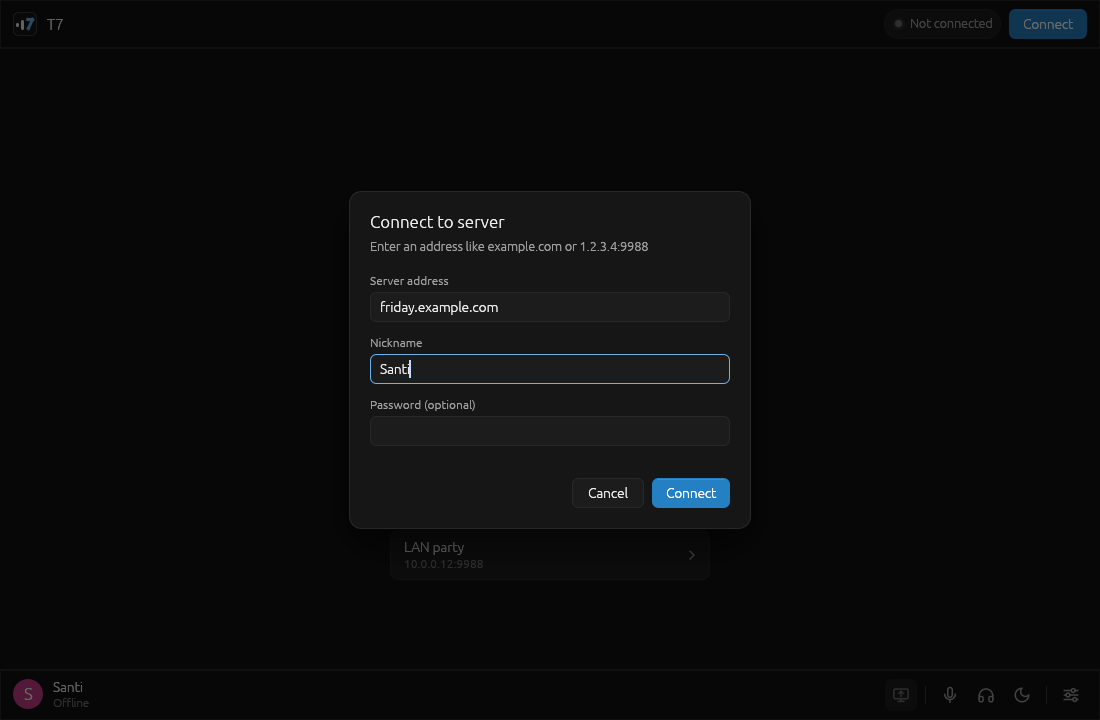 T7
Not connected
Connect
Connect to server
Enter an address like example.com or 1.2.3.4:9988
Server address
friday.example.com
Nickname
Santi
Password (optional)
Cancel
Connect
LAN party
10.0.0.12:9988
S
Santi
Offline